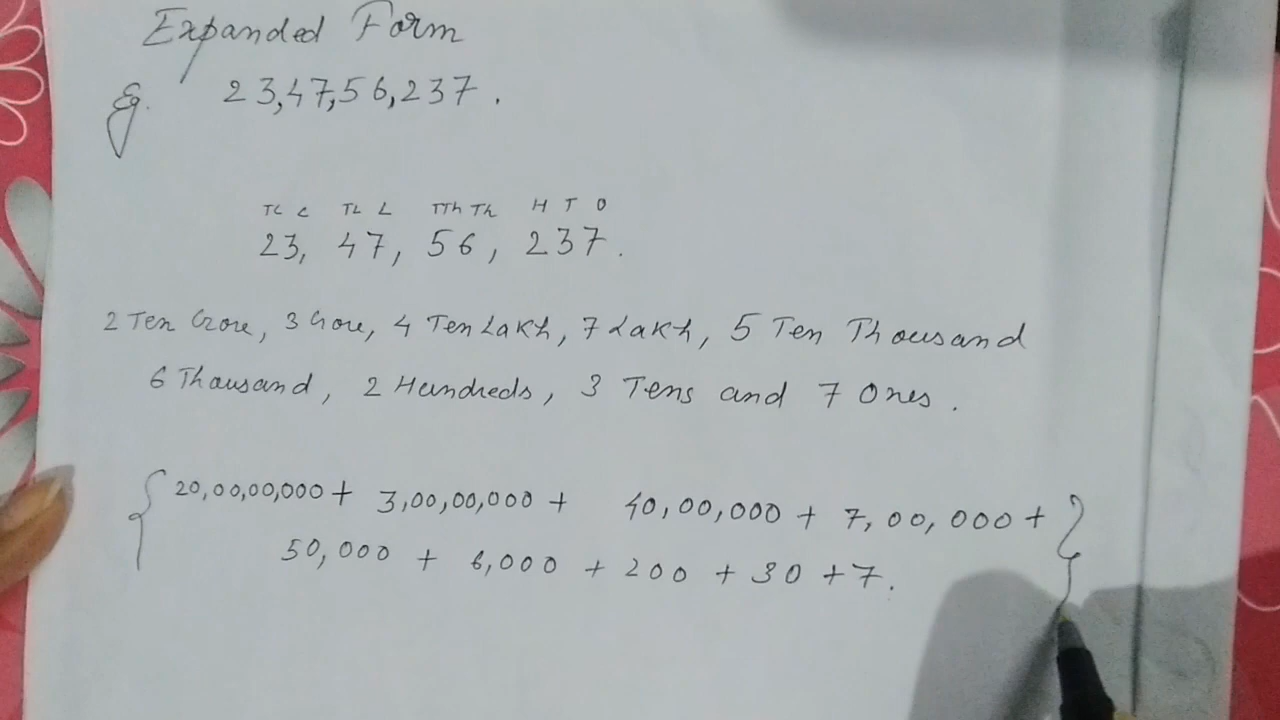 Expanded Form
Eg. 23,47,56,237.
TC C TL L TTh Th H T O
23, 47, 56, 237.
2 Ten Crore, 3 Crore, 4 Ten Lakh, 7 Lakh, 5 Ten Thousand
6 Thousand, 2 Hundreds, 3 Tens and 7 Ones.
{ 20,00,00,000 + 3,00,00,000 + 40,00,000 + 7,00,000 + }
50,000 + 6,000 + 200 + 30 + 7.